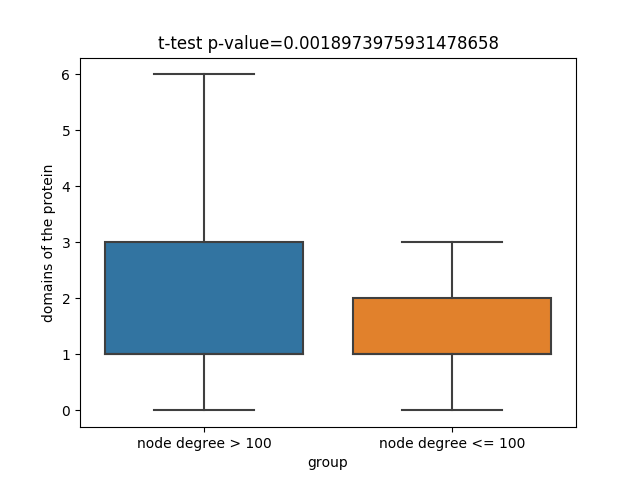 t-test p-value=0.0018973975931478658
domains of the protein
6
5
4
3
2
1
0
node degree > 100
node degree <= 100
group